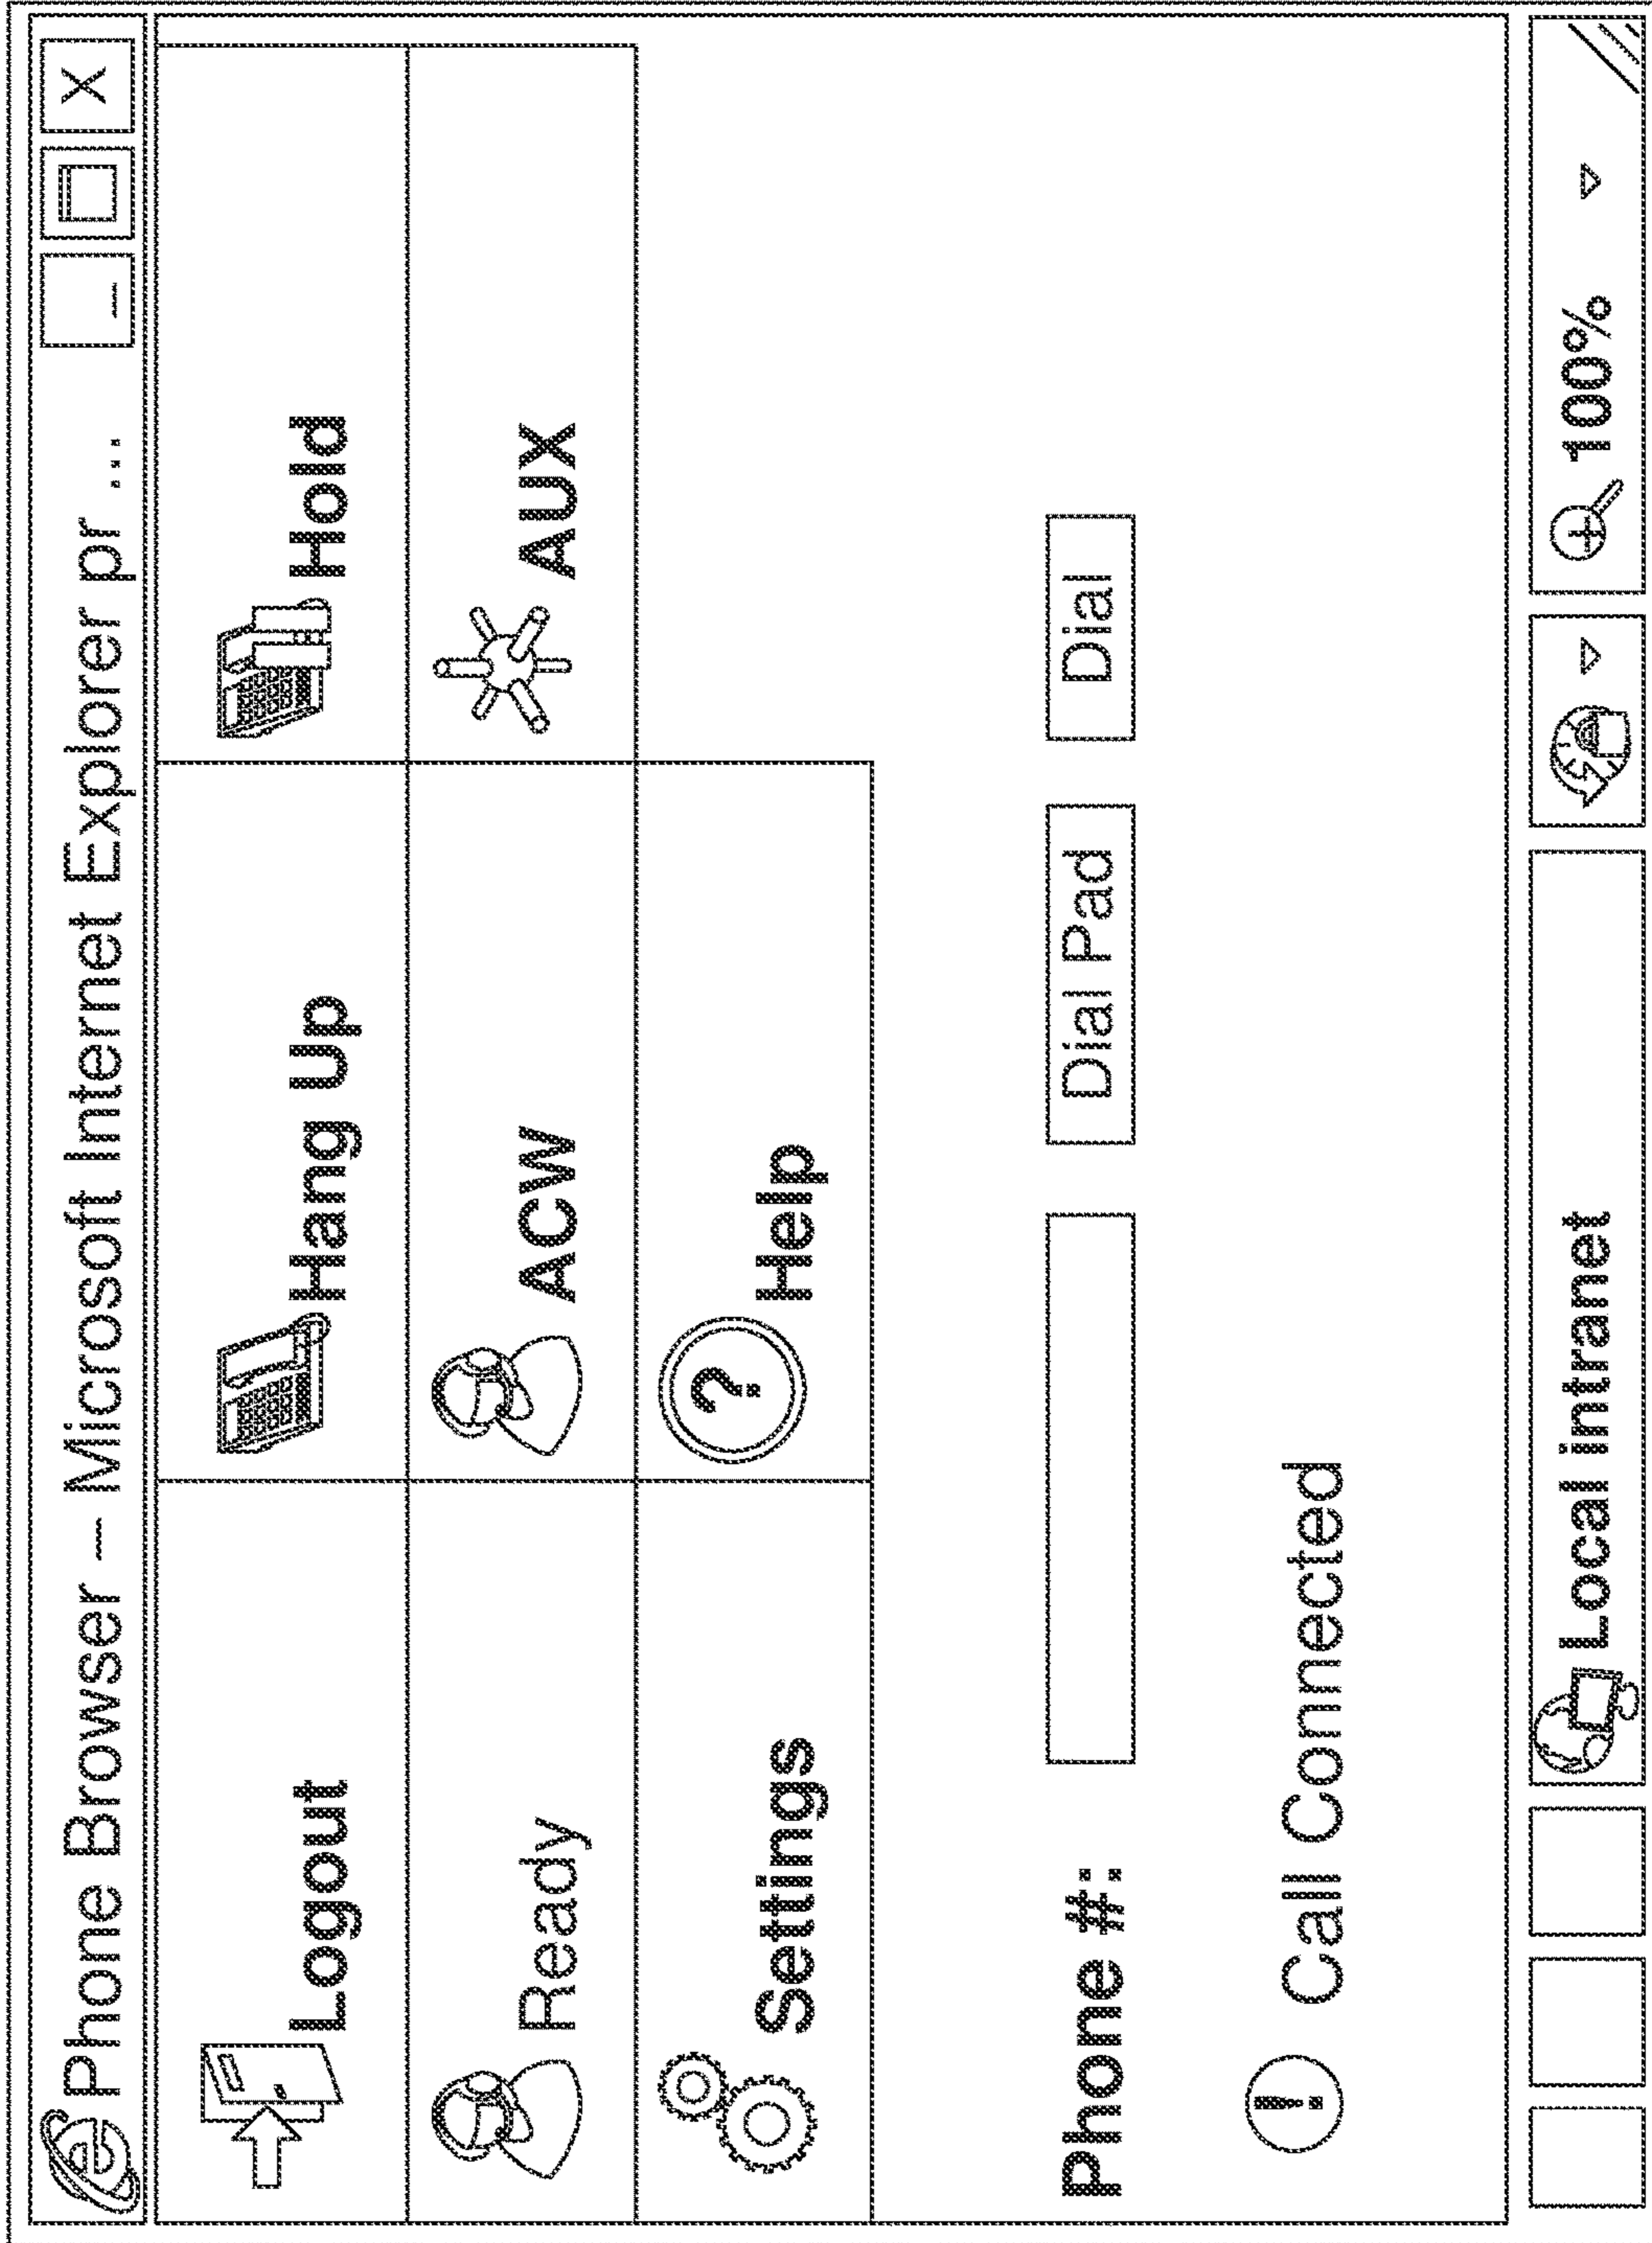 Phone Browser – Microsoft Internet Explorer pr ...
Logout Hang Up Hold
Ready ACW AUX
Settings Help
Phone #: Dial Pad Dial
! Call Connected
Local intranet 100%